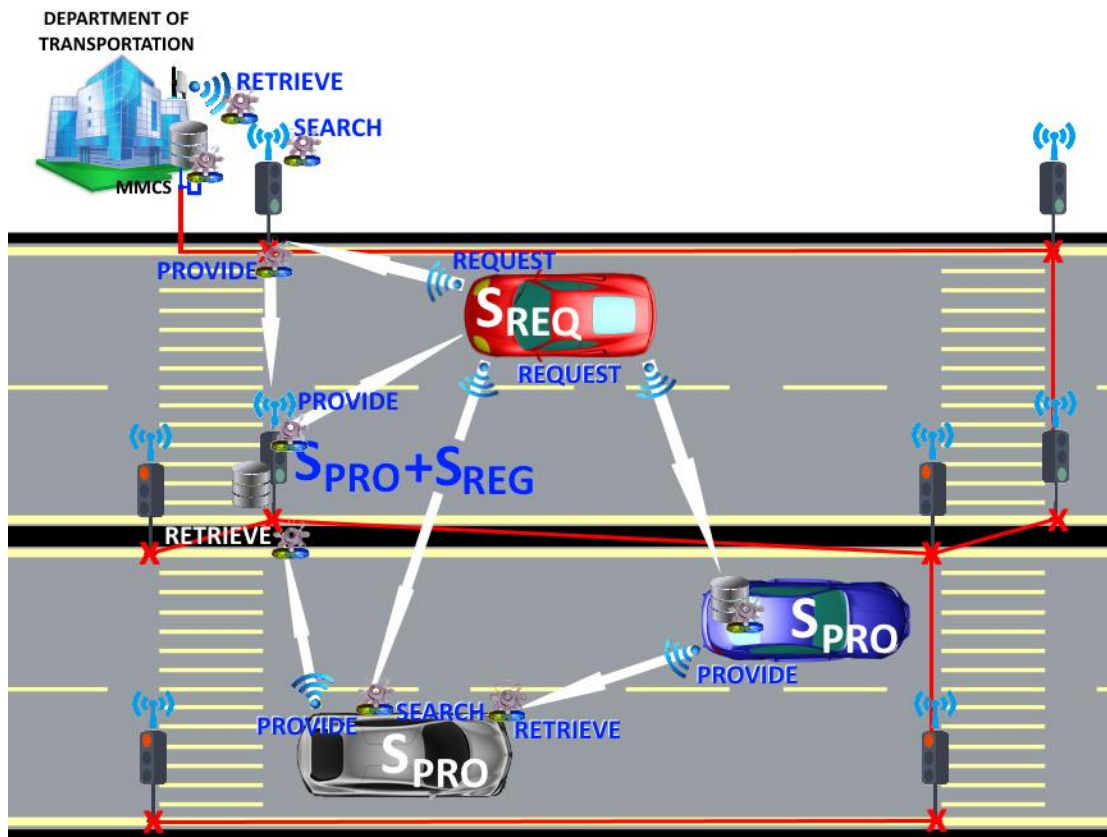 DEPARTMENT OF
TRANSPORTATION
RETRIEVE
SEARCH
MMCS
PROVIDE
REQUEST
SREQ
REQUEST
PROVIDE
SPRO+SREG
RETRIEVE
SPRO
PROVIDE
PROVIDE
SEARCH
RETRIEVE
SPRO